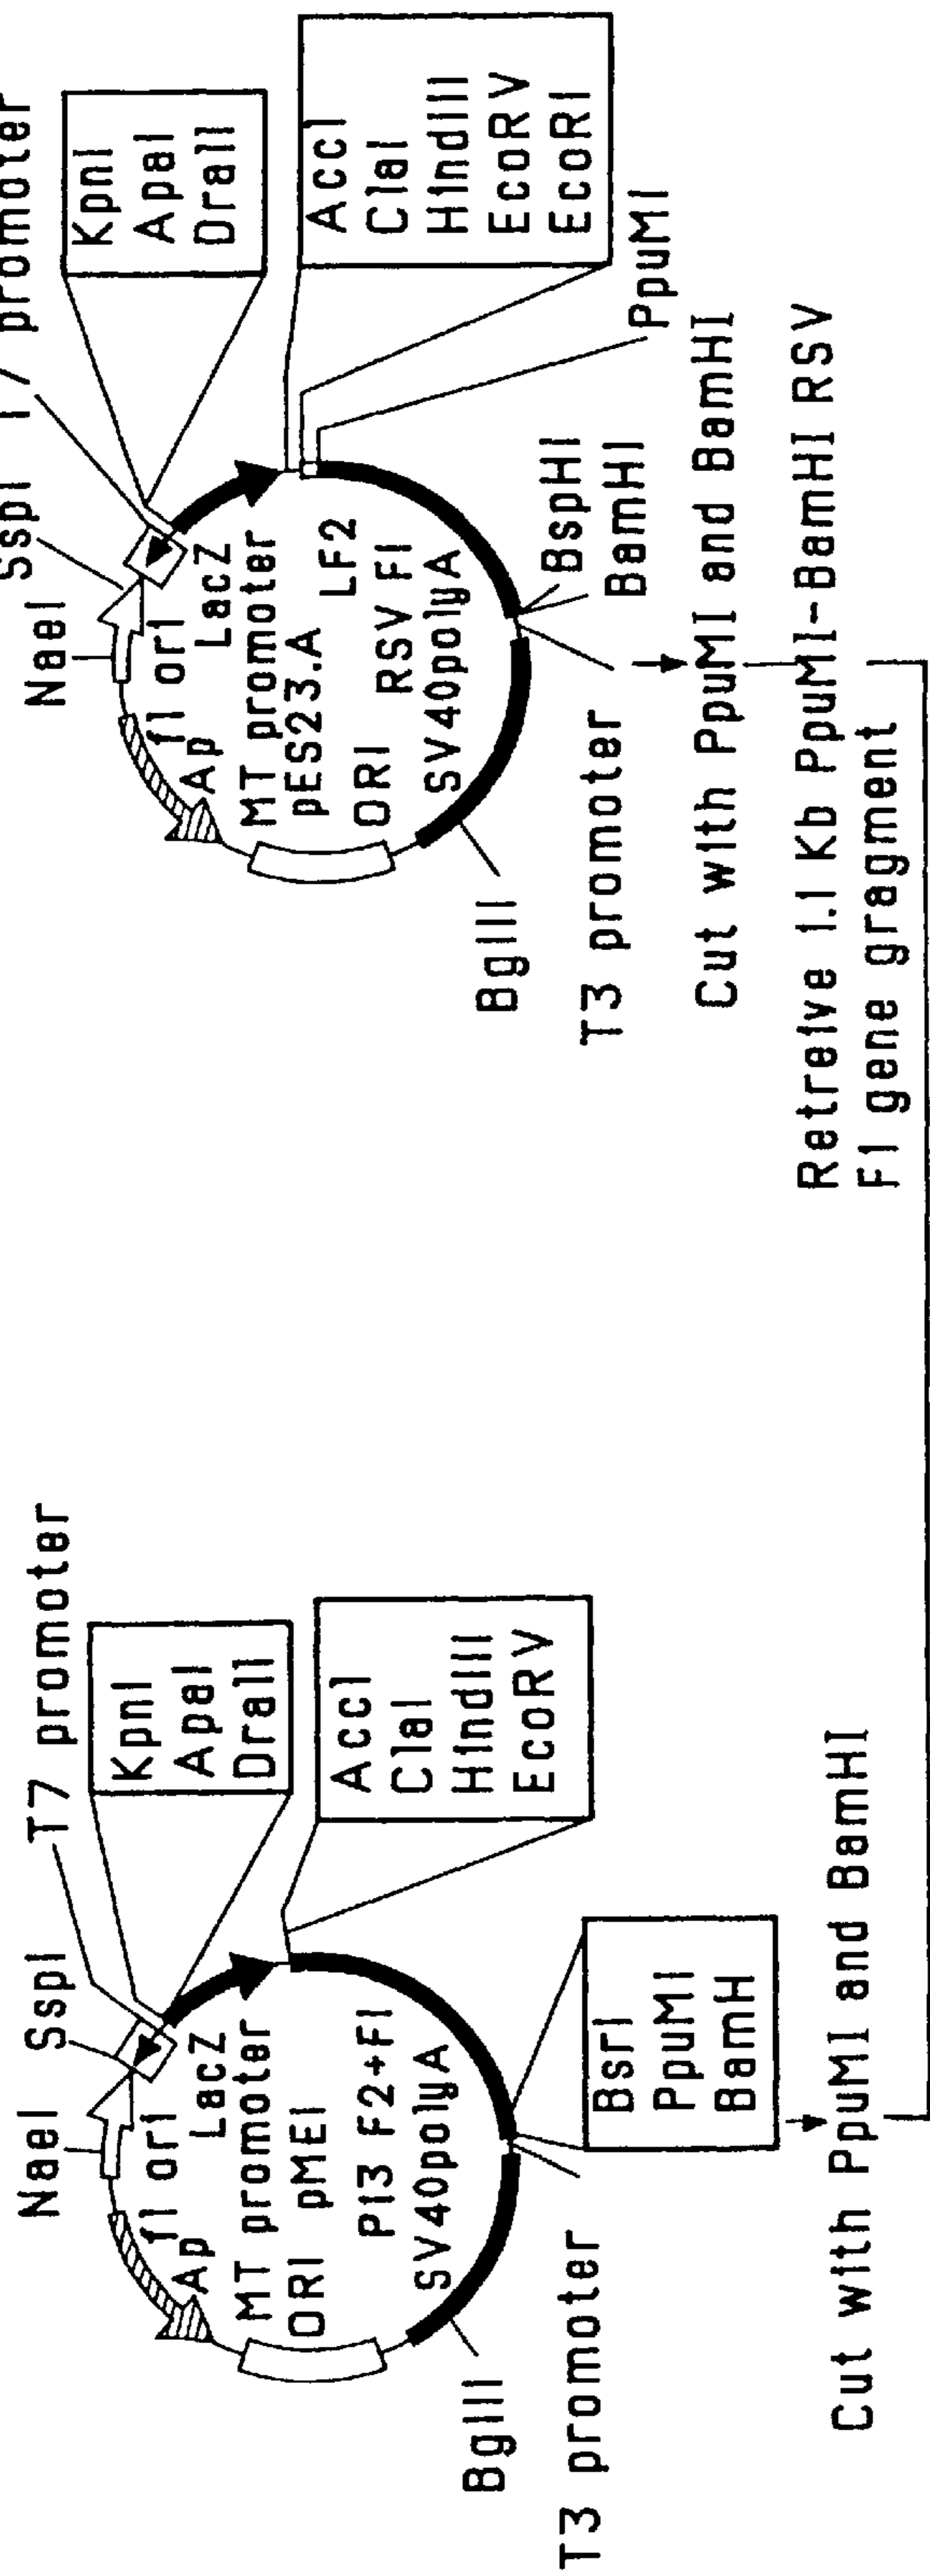 NaeI
SspI
T7 promoter
KpnI
ApaI
DraII
AccI
ClaI
HindIII
EcoRV
f1 ori
Ap
LacZ
MT promoter
ORI pMEI
PI3 F2+FI
SV40polyA
BglII
T3 promoter
BsrI
PpuMI
BamH
Cut with PpuMI and BamHI
NaeI
SspI
T7 promoter
KpnI
ApaI
DraII
AccI
ClaI
HindIII
EcoRV
EcoRI
PpuMI
f1 ori
Ap
LacZ
MT promoter
pES23.A
LF2
ORI
RSV FI
SV40polyA
BspHI
BamHI
BglII
T3 promoter
Cut with PpuMI and BamHI
Retreive 1.1 Kb PpuMI-BamHI RSV
F1 gene gragment